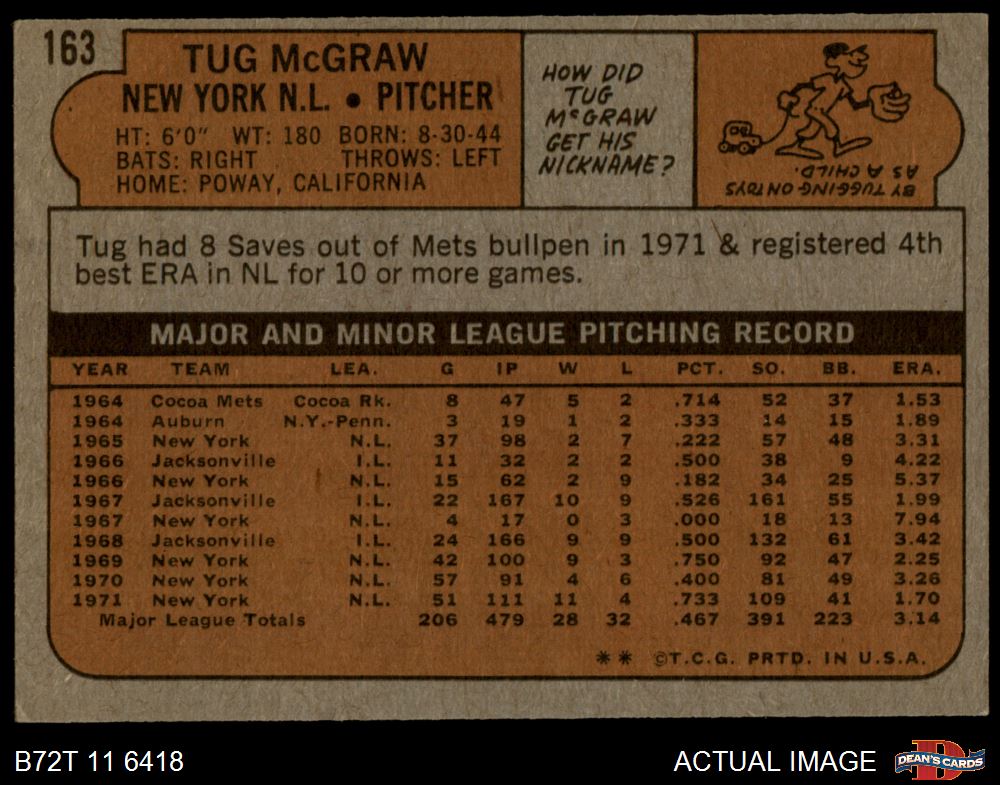 163
TUG McGRAW
NEW YORK N.L. • PITCHER
HT: 6'0" WT: 180 BORN: 8-30-44
BATS: RIGHT THROWS: LEFT
HOME: POWAY, CALIFORNIA
HOW DID
TUG
McGRAW
GET HIS
NICKNAME?
BY TUGGING ON TOYS
AS A CHILD.
Tug had 8 Saves out of Mets bullpen in 1971 & registered 4th
best ERA in NL for 10 or more games.
MAJOR AND MINOR LEAGUE PITCHING RECORD
YEAR TEAM LEA. G IP W L PCT. SO. BB. ERA.
1964 Cocoa Mets Cocoa Rk. 8 47 5 2 .714 52 37 1.53
1964 Auburn N.Y.-Penn. 3 19 1 2 .333 14 15 1.89
1965 New York N.L. 37 98 2 7 .222 57 48 3.31
1966 Jacksonville I.L. 11 32 2 2 .500 38 9 4.22
1966 New York N.L. 15 62 2 9 .182 34 25 5.37
1967 Jacksonville I.L. 22 167 10 9 .526 161 55 1.99
1967 New York N.L. 4 17 0 3 .000 18 13 7.94
1968 Jacksonville I.L. 24 166 9 9 .500 132 61 3.42
1969 New York N.L. 42 100 9 3 .750 92 47 2.25
1970 New York N.L. 57 91 4 6 .400 81 49 3.26
1971 New York N.L. 51 111 11 4 .733 109 41 1.70
Major League Totals 206 479 28 32 .467 391 223 3.14
** ©T.C.G. PRTD. IN U.S.A.
B72T 11 6418
ACTUAL IMAGE
DEAN'S CARDS